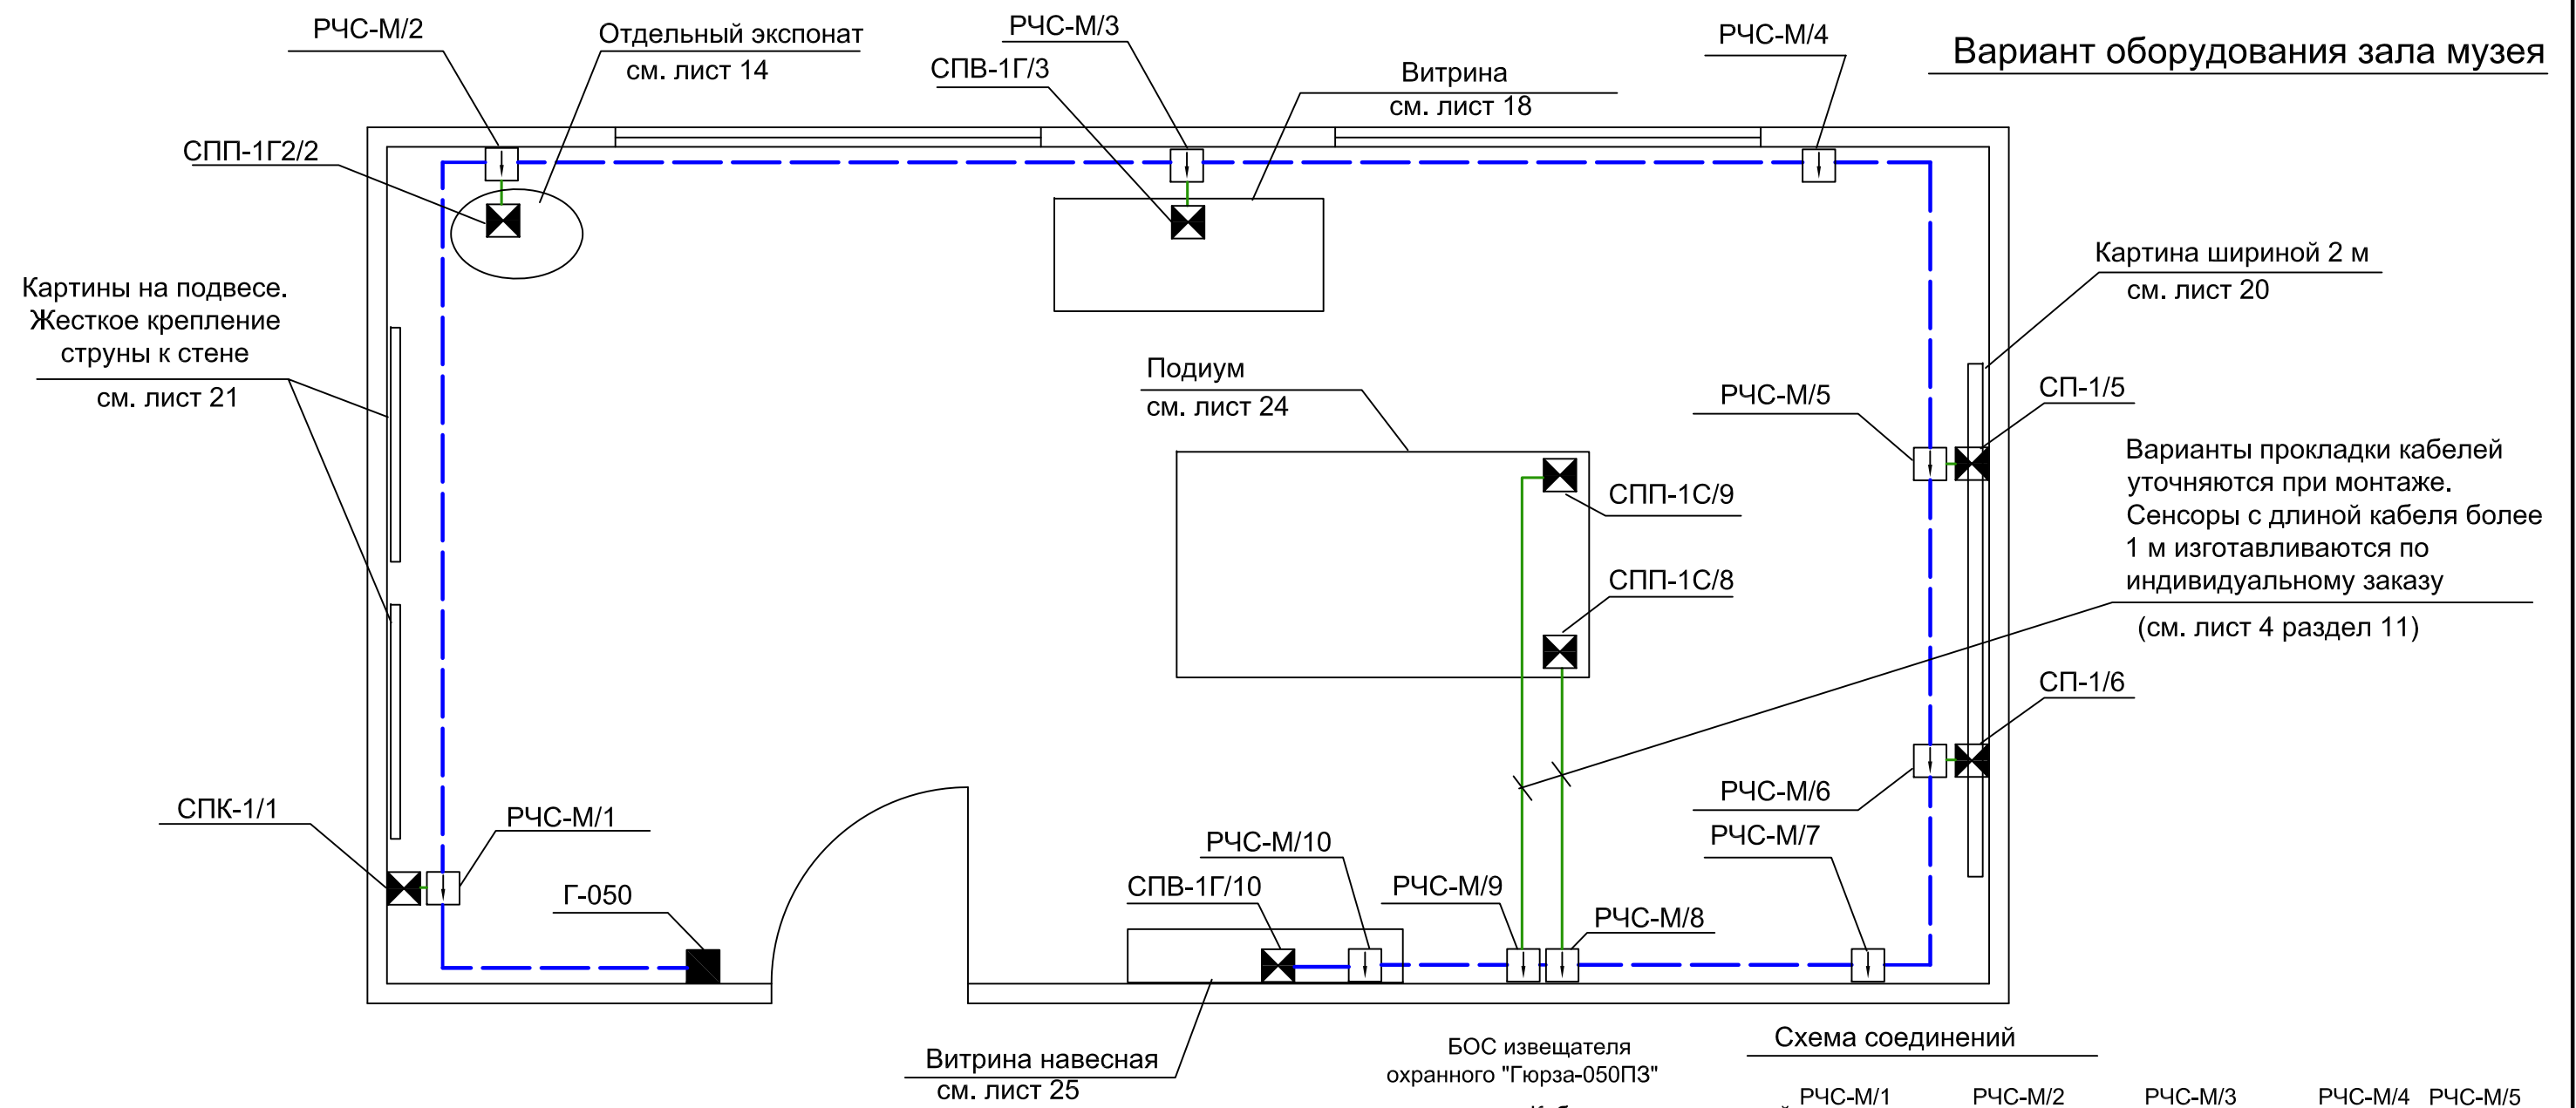 Вариант оборудования зала музея
РЧС-М/2
Отдельный экспонат
см. лист 14
РЧС-М/3
СПВ-1Г/3
Витрина
см. лист 18
РЧС-М/4
СПП-1Г2/2
Картины на подвесе.
Жесткое крепление
струны к стене
см. лист 21
Картина шириной 2 м
см. лист 20
Подиум
см. лист 24
РЧС-М/5
СП-1/5
Варианты прокладки кабелей
уточняются при монтаже.
Сенсоры с длиной кабеля более
1 м изготавливаются по
индивидуальному заказу
(см. лист 4 раздел 11)
СПП-1С/9
СПП-1С/8
СП-1/6
РЧС-М/6
РЧС-М/7
СПК-1/1
РЧС-М/1
Г-050
РЧС-М/10
СПВ-1Г/10
РЧС-М/9
РЧС-М/8
Витрина навесная
см. лист 25
БОС извещателя
охранного "Гюрза-050ПЗ"
Схема соединений
РЧС-М/1 РЧС-М/2 РЧС-М/3 РЧС-М/4 РЧС-М/5